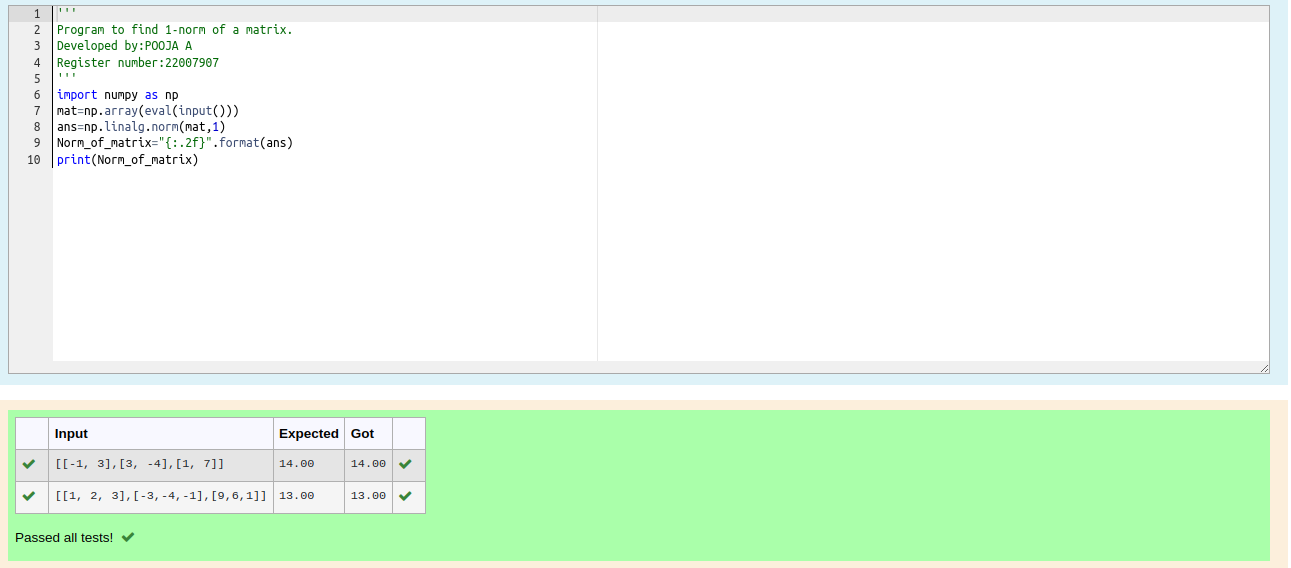 1 '''
2 Program to find 1-norm of a matrix.
3 Developed by:POOJA A
4 Register number:22007907
5 '''
6 import numpy as np
7 mat=np.array(eval(input()))
8 ans=np.linalg.norm(mat,1)
9 Norm_of_matrix="{:.2f}".format(ans)
10 print(Norm_of_matrix)
Input Expected Got
[[-1, 3],[3, -4],[1, 7]] 14.00 14.00
[[1, 2, 3],[-3,-4,-1],[9,6,1]] 13.00 13.00
Passed all tests!